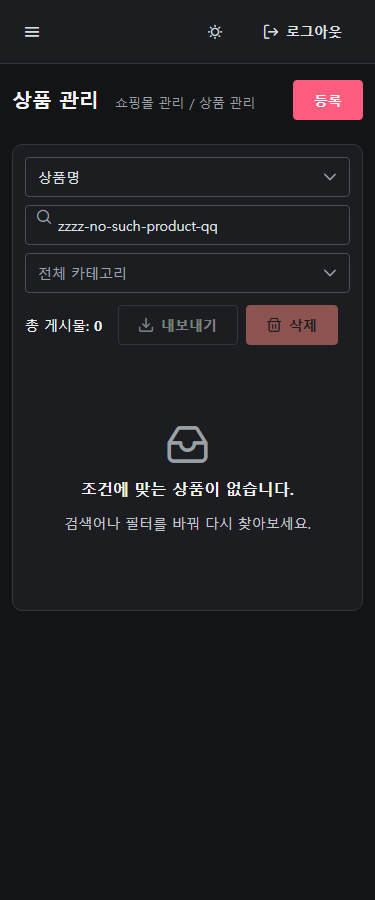 로그아웃
상품 관리
쇼핑몰 관리 / 상품 관리
등록
상품명
zzzz-no-such-product-qq
전체 카테고리
총 게시물: 0
내보내기
삭제
조건에 맞는 상품이 없습니다.
검색어나 필터를 바꿔 다시 찾아보세요.